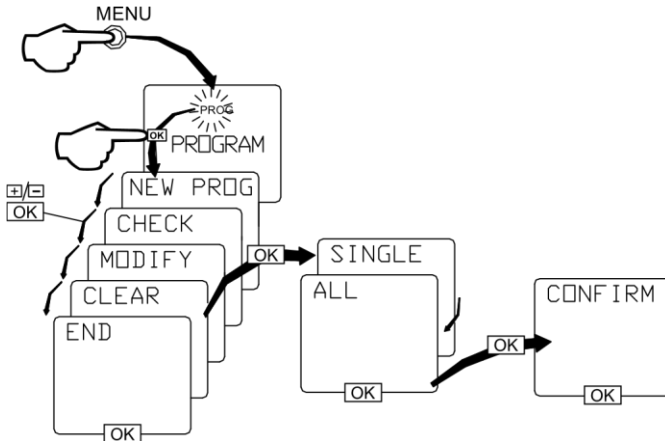 MENU
PROG
OK
PROGRAM
+/-
OK
NEW PROG
CHECK
MODIFY
CLEAR
END
OK
OK
SINGLE
ALL
OK
OK
CONFIRM
OK